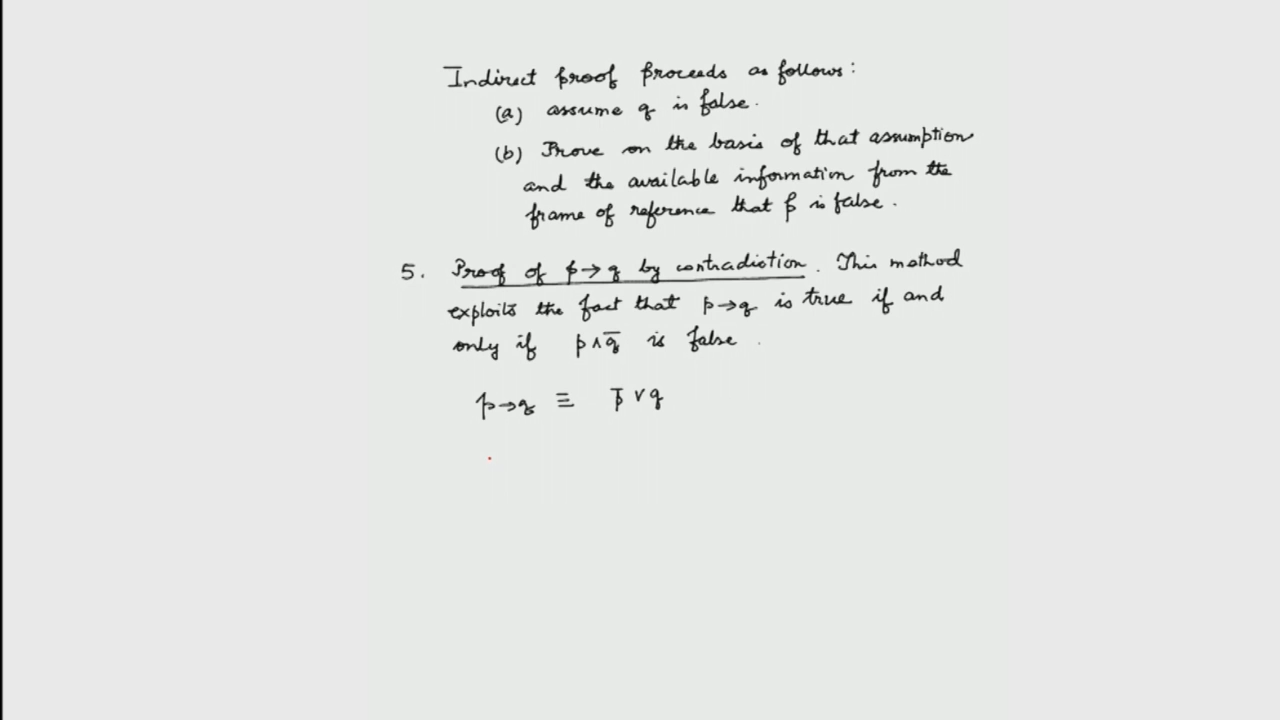 Indirect proof proceeds as follows:
(a) assume q is false.
(b) Prove on the basis of that assumption
and the available information from the
frame of reference that p is false.
5. Proof of p→q by contradiction. This method
exploits the fact that p→q is true if and
only if p∧q̅ is false.
p→q ≡ p̅ ∨ q